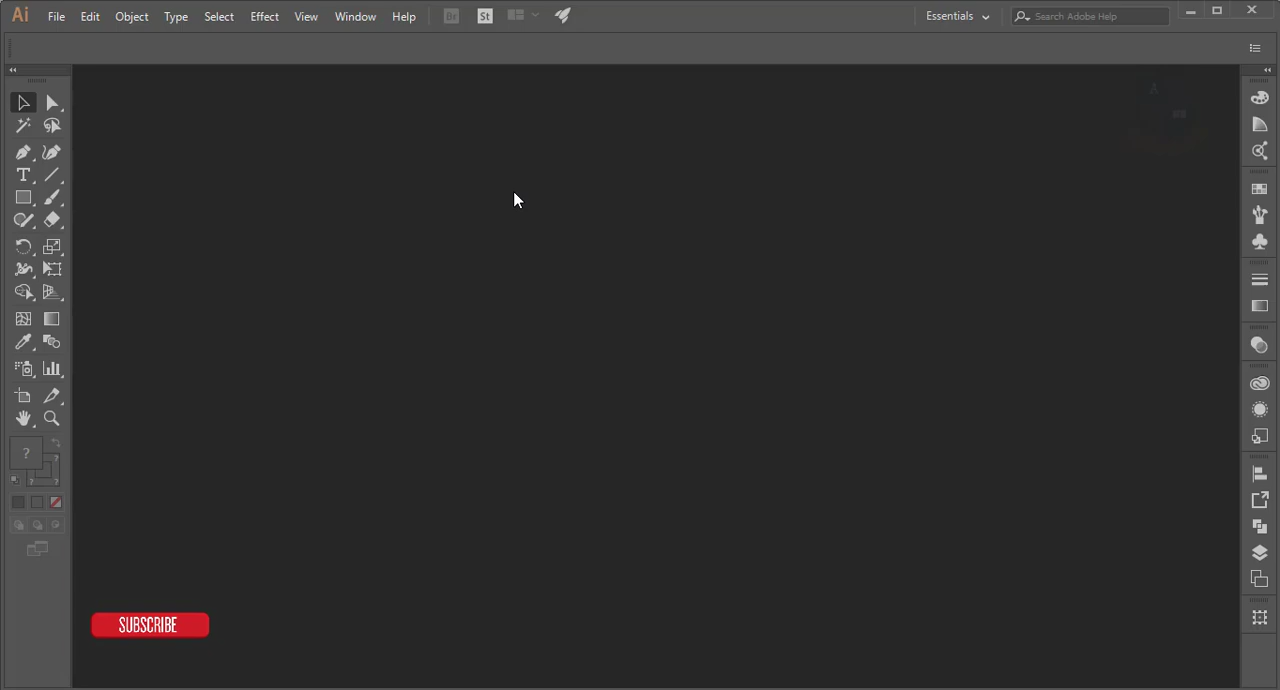 Ai File Edit Object Type Select Effect View Window Help Br St Essentials Search Adobe Help
T
?
?
? ?
SUBSCRIBE